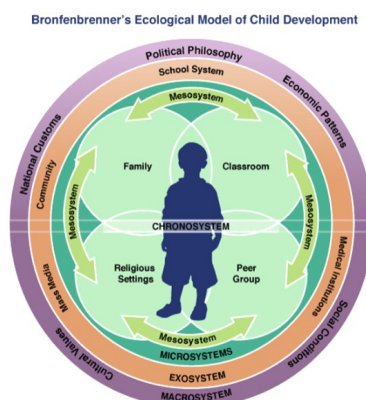 Bronfenbrenner's Ecological Model of Child Development
Political Philosophy
School System
Mesosystem
Economic Patterns
National Customs
Community
Family
Classroom
Mesosystem
Mesosystem
CHRONOSYSTEM
Religious
Settings
Peer
Group
Mass Media
Medical Institutions
Mesosystem
Cultural Values
Social Conditions
MICROSYSTEMS
EXOSYSTEM
MACROSYSTEM